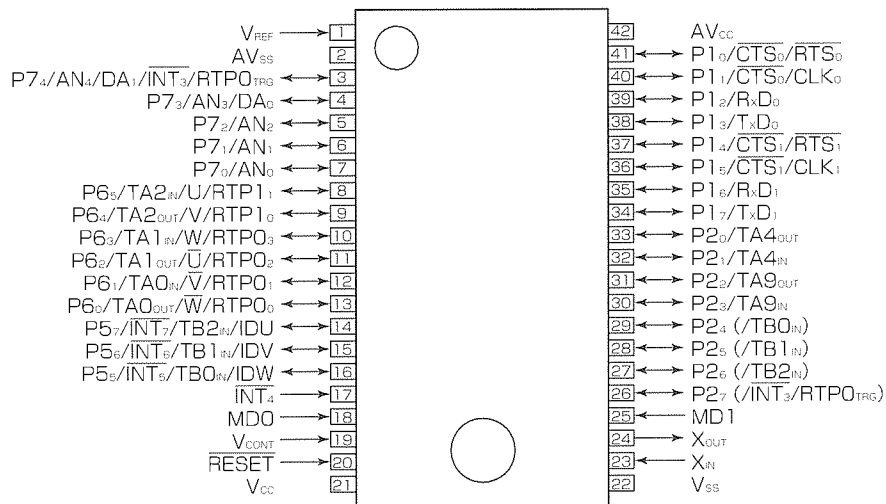 VREF 1
AVSS 2
P74/AN4/DA1/INT3/RTP0TRG 3
P73/AN3/DA0 4
P72/AN2 5
P71/AN1 6
P70/AN0 7
P65/TA2IN/U/RTP11 8
P64/TA2OUT/V/RTP10 9
P63/TA1IN/W/RTP03 10
P62/TA1OUT/U̅/RTP02 11
P61/TA0IN/V̅/RTP01 12
P60/TA0OUT/W̅/RTP00 13
P57/INT7/TB2IN/IDU 14
P56/INT6/TB1IN/IDV 15
P55/INT5/TB0IN/IDW 16
INT4 17
MD0 18
VCONT 19
RESET 20
VCC 21
42 AVCC
41 P10/CTS0/RTS0
40 P11/CTS0/CLK0
39 P12/RxD0
38 P13/TxD0
37 P14/CTS1/RTS1
36 P15/CTS1/CLK1
35 P16/RxD1
34 P17/TxD1
33 P20/TA4OUT
32 P21/TA4IN
31 P22/TA9OUT
30 P23/TA9IN
29 P24 (/TB0IN)
28 P25 (/TB1IN)
27 P26 (/TB2IN)
26 P27 (/INT3/RTP0TRG)
25 MD1
24 XOUT
23 XIN
22 VSS